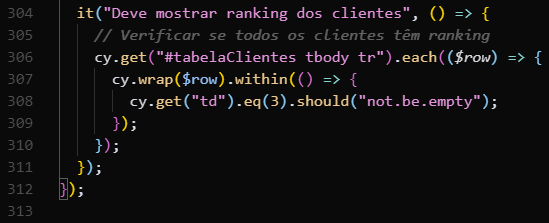 304 it("Deve mostrar ranking dos clientes", () => {
305 // Verificar se todos os clientes têm ranking
306 cy.get("#tabelaClientes tbody tr").each(($row) => {
307 cy.wrap($row).within(() => {
308 cy.get("td").eq(3).should("not.be.empty");
309 });
310 });
311 });
312 });
313